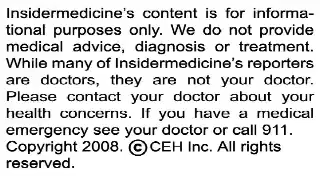 Insidermedicine's content is for informa-
tional purposes only. We do not provide
medical advice, diagnosis or treatment.
While many of Insidermedicine's reporters
are doctors, they are not your doctor.
Please contact your doctor about your
health concerns. If you have a medical
emergency see your doctor or call 911.
Copyright 2008. ©CEH Inc. All rights
reserved.